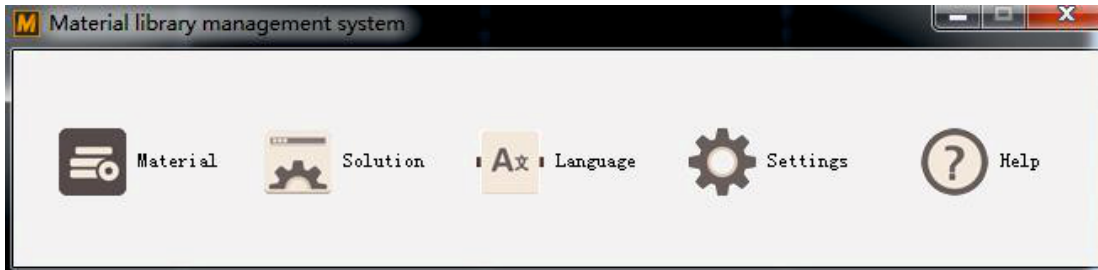 M Material library management system
Material Solution A文 Language Settings ? Help